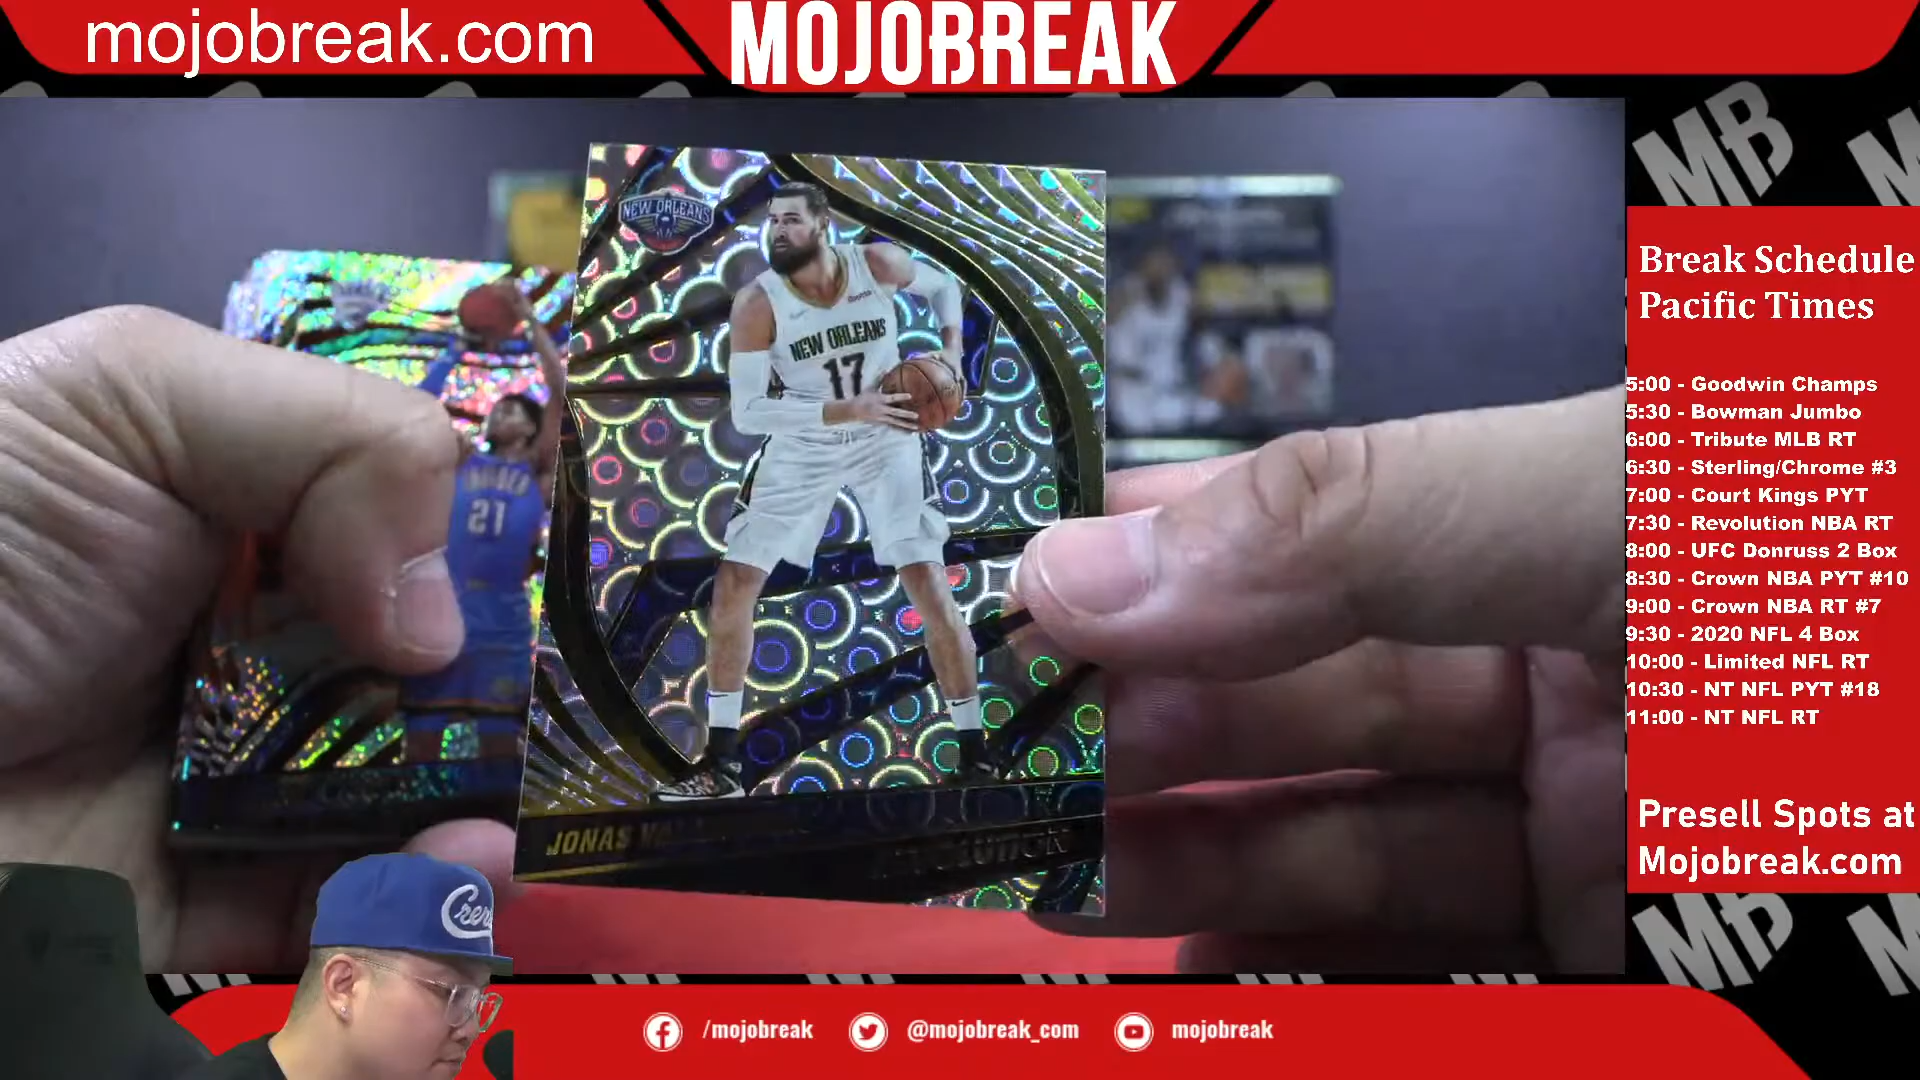 mojobreak.com
MOJOBREAK
NEW ORLEANS
NEW ORLEANS
17
21
JONAS
Break Schedule
Pacific Times
5:00 - Goodwin Champs
5:30 - Bowman Jumbo
6:00 - Tribute MLB RT
6:30 - Sterling/Chrome #3
7:00 - Court Kings PYT
7:30 - Revolution NBA RT
8:00 - UFC Donruss 2 Box
8:30 - Crown NBA PYT #10
9:00 - Crown NBA RT #7
9:30 - 2020 NFL 4 Box
10:00 - Limited NFL RT
10:30 - NT NFL PYT #18
11:00 - NT NFL RT
Presell Spots at
Mojobreak.com
MB
MB
/mojobreak
@mojobreak_com
mojobreak